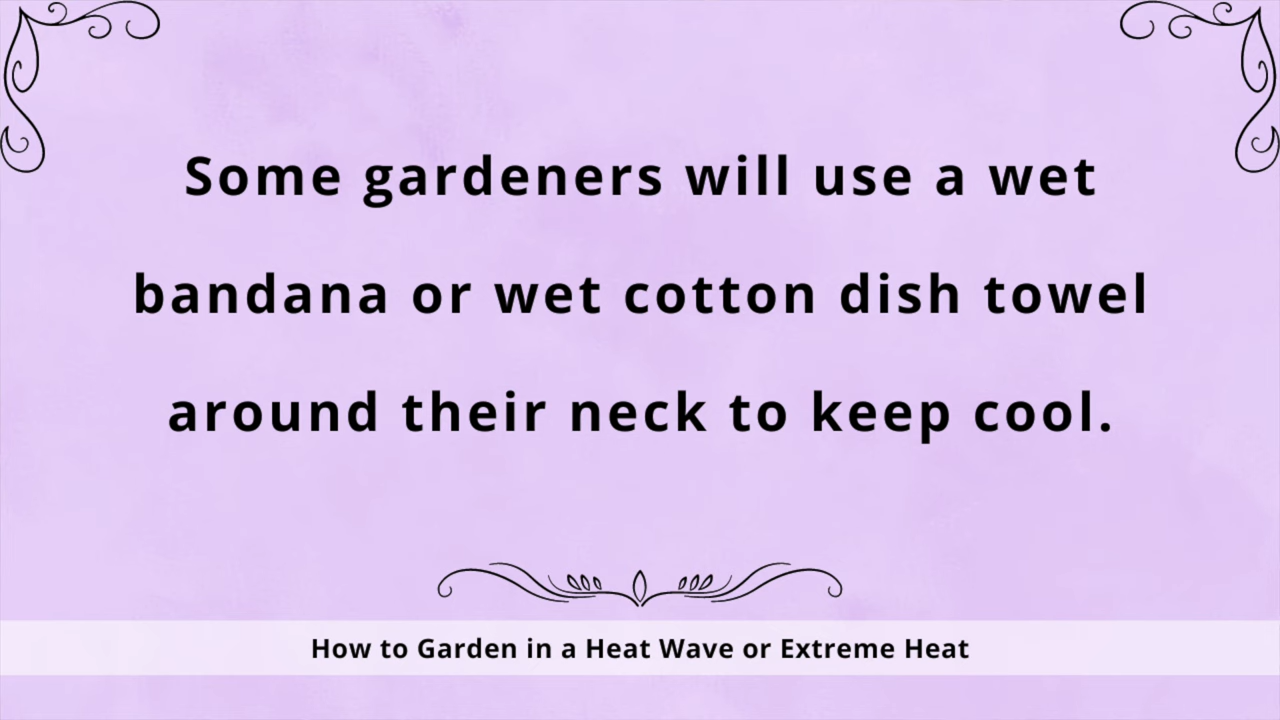 Some gardeners will use a wet
bandana or wet cotton dish towel
around their neck to keep cool.
How to Garden in a Heat Wave or Extreme Heat